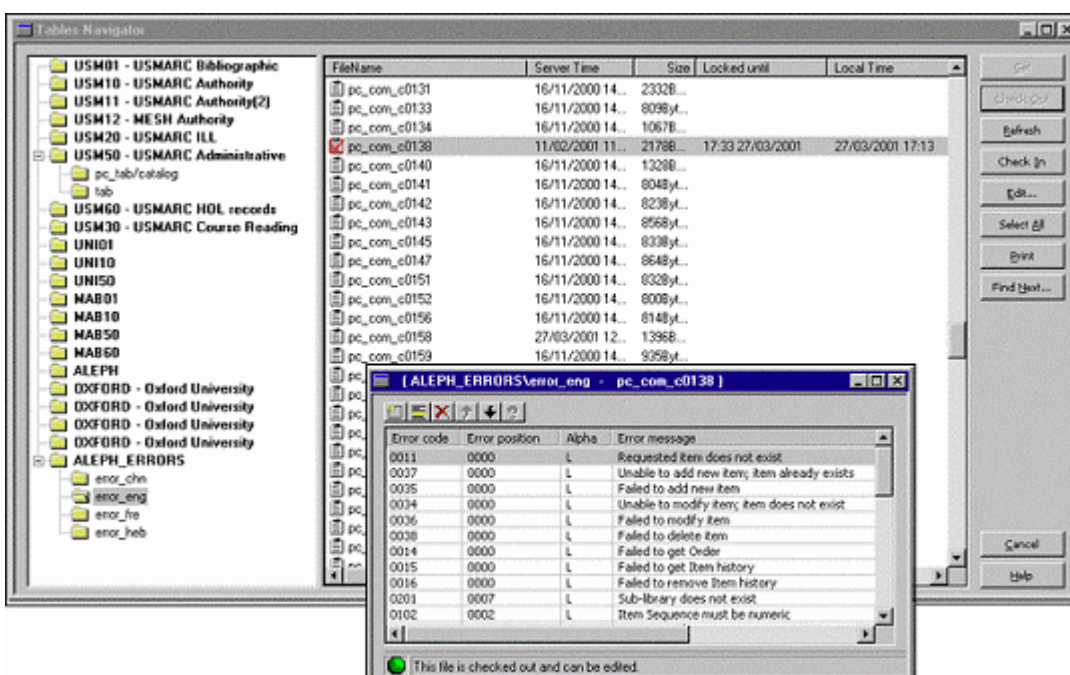 Tables Navigator
USM01 - USMARC Bibliographic
USM10 - USMARC Authority
USM11 - USMARC Authority(2)
USM12 - MESH Authority
USM20 - USMARC ILL
USM50 - USMARC Administrative
pc_tab/catalog
tab
USM60 - USMARC HOL records
USM30 - USMARC Course Reading
UNI01
UNI10
UNI50
MAB01
MAB10
MAB50
MAB60
ALEPH
OXFORD - Oxford University
OXFORD - Oxford University
OXFORD - Oxford University
OXFORD - Oxford University
ALEPH_ERRORS
error_chn
error_eng
error_fre
error_heb
FileName Server Time Size Locked until Local Time
pc_com_c0131 16/11/2000 14... 2332B...
pc_com_c0133 16/11/2000 14... 809Byt...
pc_com_c0134 16/11/2000 14... 1067B...
pc_com_c0138 11/02/2001 11... 2178B... 17:33 27/03/2001 27/03/2001 17:13
pc_com_c0140 16/11/2000 14... 1328B...
pc_com_c0141 16/11/2000 14... 804Byt...
pc_com_c0142 16/11/2000 14... 823Byt...
pc_com_c0143 16/11/2000 14... 856Byt...
pc_com_c0145 16/11/2000 14... 833Byt...
pc_com_c0147 16/11/2000 14... 864Byt...
pc_com_c0151 16/11/2000 14... 832Byt...
pc_com_c0152 16/11/2000 14... 800Byt...
pc_com_c0156 16/11/2000 14... 814Byt...
pc_com_c0158 27/03/2001 12... 1396B...
pc_com_c0159 16/11/2000 14... 935Byt...
Get
Check Out
Refresh
Check In
Edit...
Select All
Print
Find Next...
Cancel
Help
( ALEPH_ERRORS\error_eng - pc_com_c0138 )
Error code Error position Alpha Error message
0011 0000 L Requested item does not exist
0037 0000 L Unable to add new item; item already exists
0035 0000 L Failed to add new item
0034 0000 L Unable to modify item; item does not exist
0036 0000 L Failed to modify item
0038 0000 L Failed to delete item
0014 0000 L Failed to get Order
0015 0000 L Failed to get Item history
0016 0000 L Failed to remove Item history
0201 0007 L Sub-library does not exist
0102 0002 L Item Sequence must be numeric
This file is checked out and can be edited.